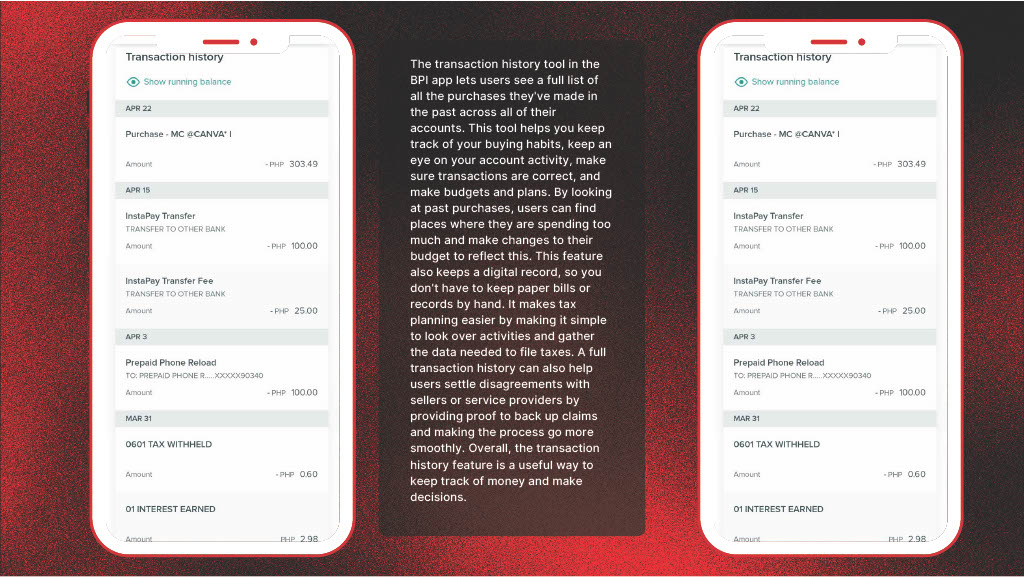 Transaction history
Show running balance
APR 22
Purchase - MC @CANVA* I
Amount - PHP 303.49
APR 15
InstaPay Transfer
TRANSFER TO OTHER BANK
Amount - PHP 100.00
InstaPay Transfer Fee
TRANSFER TO OTHER BANK
Amount - PHP 25.00
APR 3
Prepaid Phone Reload
TO: PREPAID PHONE R.....XXXXX90340
Amount - PHP 100.00
MAR 31
0601 TAX WITHHELD
Amount - PHP 0.60
01 INTEREST EARNED
Amount PHP 2.98
The transaction history tool in the
BPI app lets users see a full list of
all the purchases they've made in
the past across all of their
accounts. This tool helps you keep
track of your buying habits, keep an
eye on your account activity, make
sure transactions are correct, and
make budgets and plans. By looking
at past purchases, users can find
places where they are spending too
much and make changes to their
budget to reflect this. This feature
also keeps a digital record, so you
don't have to keep paper bills or
records by hand. It makes tax
planning easier by making it simple
to look over activities and gather
the data needed to file taxes. A full
transaction history can also help
users settle disagreements with
sellers or service providers by
providing proof to back up claims
and making the process go more
smoothly. Overall, the transaction
history feature is a useful way to
keep track of money and make
decisions.
Transaction history
Show running balance
APR 22
Purchase - MC @CANVA* I
Amount - PHP 303.49
APR 15
InstaPay Transfer
TRANSFER TO OTHER BANK
Amount - PHP 100.00
InstaPay Transfer Fee
TRANSFER TO OTHER BANK
Amount - PHP 25.00
APR 3
Prepaid Phone Reload
TO: PREPAID PHONE R.....XXXXX90340
Amount - PHP 100.00
MAR 31
0601 TAX WITHHELD
Amount - PHP 0.60
01 INTEREST EARNED
Amount PHP 2.98